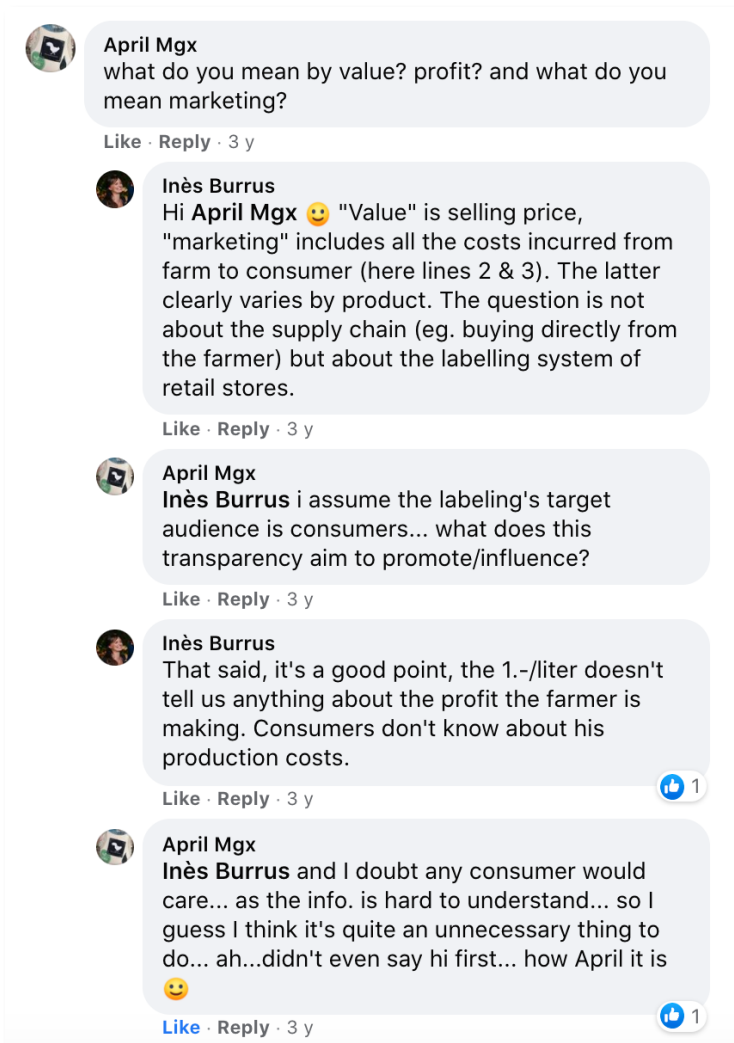 April Mgx
what do you mean by value? profit? and what do you
mean marketing?
Like · Reply · 3 y
Inès Burrus
Hi April Mgx 🙂 "Value" is selling price,
"marketing" includes all the costs incurred from
farm to consumer (here lines 2 & 3). The latter
clearly varies by product. The question is not
about the supply chain (eg. buying directly from
the farmer) but about the labelling system of
retail stores.
Like · Reply · 3 y
April Mgx
Inès Burrus i assume the labeling's target
audience is consumers... what does this
transparency aim to promote/influence?
Like · Reply · 3 y
Inès Burrus
That said, it's a good point, the 1.-/liter doesn't
tell us anything about the profit the farmer is
making. Consumers don't know about his
production costs.
1
Like · Reply · 3 y
April Mgx
Inès Burrus and I doubt any consumer would
care... as the info. is hard to understand... so I
guess I think it's quite an unnecessary thing to
do... ah...didn't even say hi first... how April it is
🙂
1
Like · Reply · 3 y